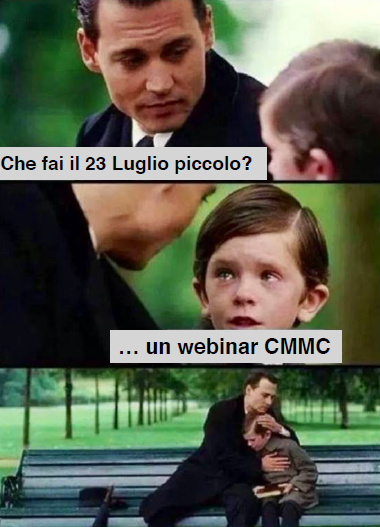 Che fai il 23 Luglio piccolo?
… un webinar CMMC